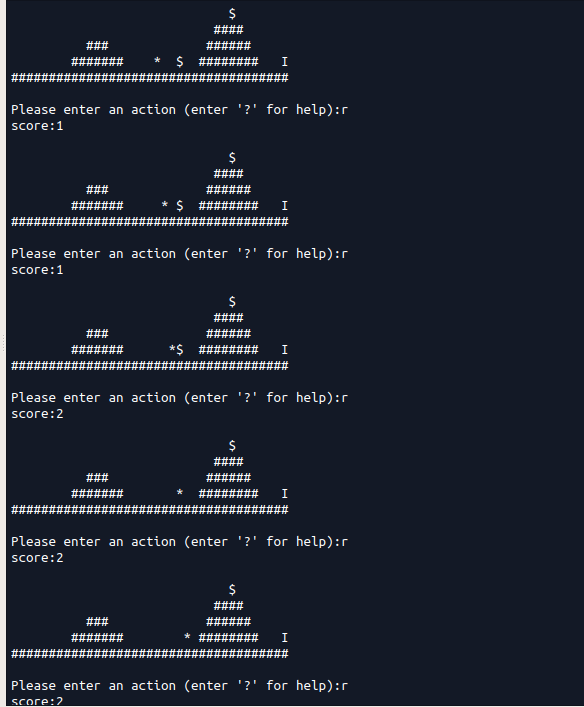 $
                           ####
          ###             ######
        #######    *  $  ########   I
#####################################
Please enter an action (enter '?' for help):r
score:1
                             $
                           ####
          ###             ######
        #######     * $  ########   I
#####################################
Please enter an action (enter '?' for help):r
score:1
                             $
                           ####
          ###             ######
        #######      *$  ########   I
#####################################
Please enter an action (enter '?' for help):r
score:2
                             $
                           ####
          ###             ######
        #######       *  ########   I
#####################################
Please enter an action (enter '?' for help):r
score:2
                             $
                           ####
          ###             ######
        #######        * ########   I
#####################################
Please enter an action (enter '?' for help):r
score:2